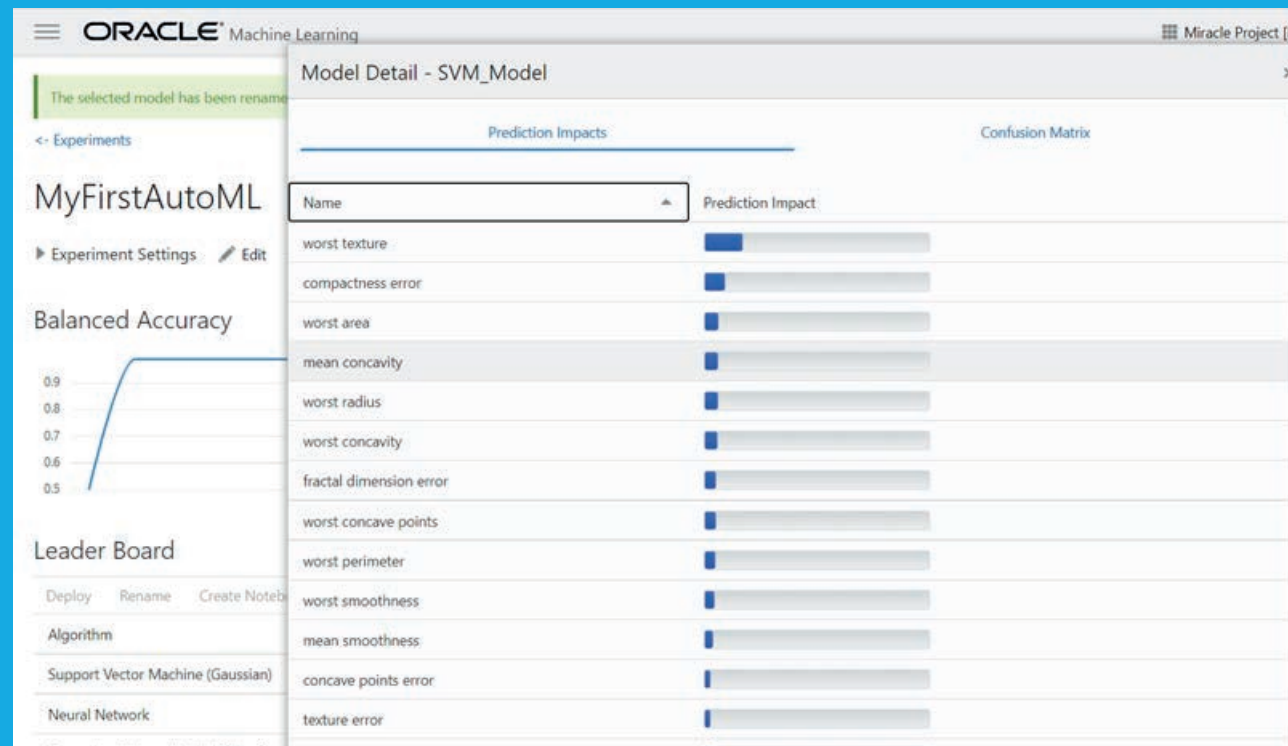 ORACLE® Machine Learning
Miracle Project [
The selected model has been rename
<- Experiments
MyFirstAutoML
Experiment Settings Edit
Balanced Accuracy
0.9
0.8
0.7
0.6
0.5
Leader Board
Deploy Rename Create Noteb
Algorithm
Support Vector Machine (Gaussian)
Neural Network
Model Detail - SVM_Model
Prediction Impacts Confusion Matrix
Name Prediction Impact
worst texture
compactness error
worst area
mean concavity
worst radius
worst concavity
fractal dimension error
worst concave points
worst perimeter
worst smoothness
mean smoothness
concave points error
texture error